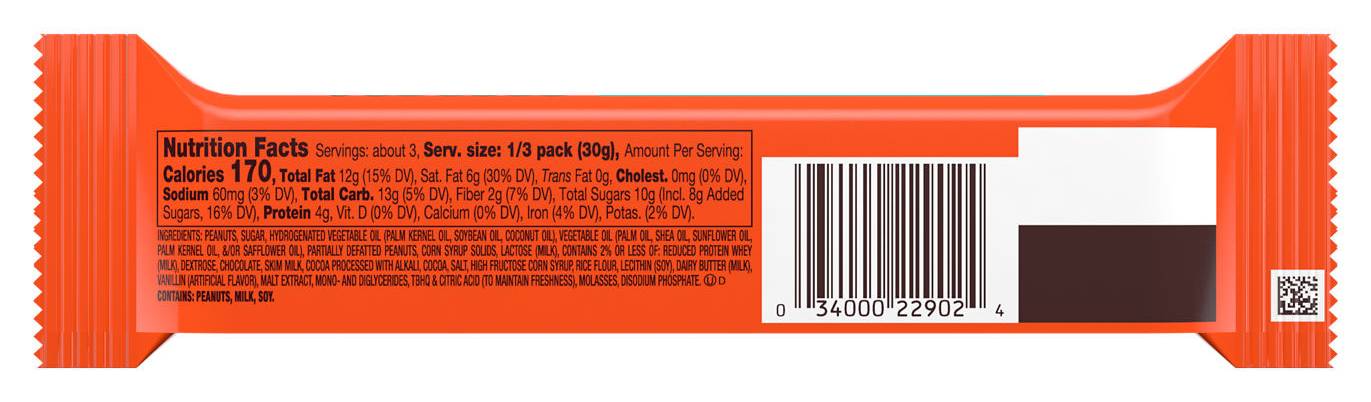 Nutrition Facts Servings: about 3, Serv. size: 1/3 pack (30g), Amount Per Serving:
Calories 170, Total Fat 12g (15% DV), Sat. Fat 6g (30% DV), Trans Fat 0g, Cholest. 0mg (0% DV),
Sodium 60mg (3% DV), Total Carb. 13g (5% DV), Fiber 2g (7% DV), Total Sugars 10g (Incl. 8g Added
Sugars, 16% DV), Protein 4g, Vit. D (0% DV), Calcium (0% DV), Iron (4% DV), Potas. (2% DV).
INGREDIENTS: PEANUTS, SUGAR, HYDROGENATED VEGETABLE OIL (PALM KERNEL OIL, SOYBEAN OIL, COCONUT OIL), VEGETABLE OIL (PALM OIL, SHEA OIL, SUNFLOWER OIL,
PALM KERNEL OIL, &/OR SAFFLOWER OIL), PARTIALLY DEFATTED PEANUTS, CORN SYRUP SOLIDS, LACTOSE (MILK), CONTAINS 2% OR LESS OF: REDUCED PROTEIN WHEY
(MILK), DEXTROSE, CHOCOLATE, SKIM MILK, COCOA PROCESSED WITH ALKALI, COCOA, SALT, HIGH FRUCTOSE CORN SYRUP, RICE FLOUR, LECITHIN (SOY), DAIRY BUTTER (MILK),
VANILLIN (ARTIFICIAL FLAVOR), MALT EXTRACT, MONO- AND DIGLYCERIDES, TBHQ & CITRIC ACID (TO MAINTAIN FRESHNESS), MOLASSES, DISODIUM PHOSPHATE. Ⓤ D
CONTAINS: PEANUTS, MILK, SOY.
0 34000 22902 4